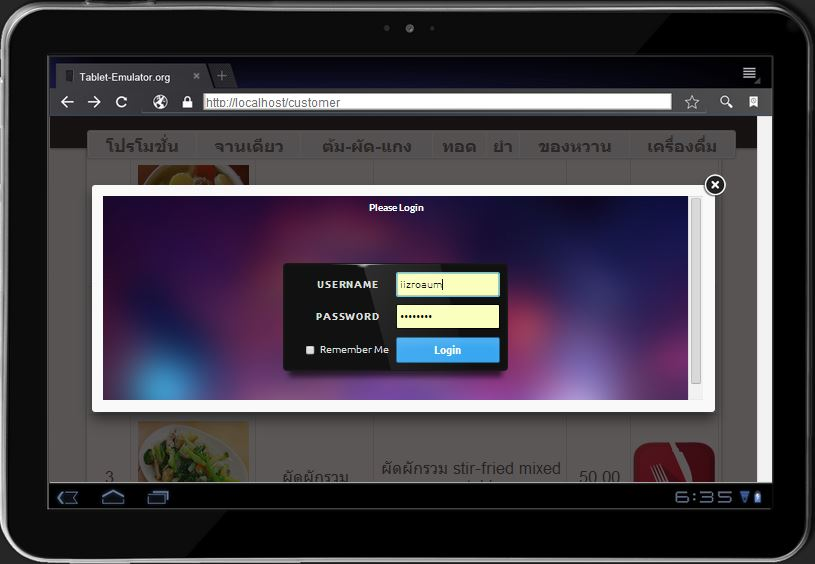 Tablet-Emulator.org
http://localhost/customer
โปรโมชั่น จานเดียว ต้ม-ผัด-แกง ทอด ยำ ของหวาน เครื่องดื่ม
Please Login
USERNAME iizroaum
PASSWORD ••••••••
Remember Me Login
3 ผัดผักรวม ผัดผักรวม stir-fried mixed 50.00
6:35